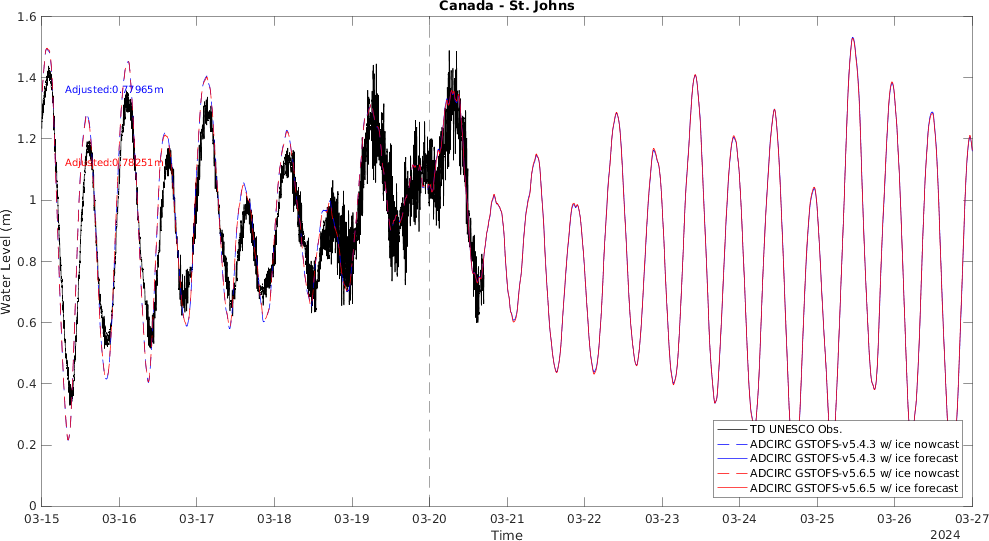 Canada - St. Johns
1.6
1.4
1.2
1
0.8
0.6
0.4
0.2
0
Water Level (m)
Adjusted:0.77965m
Adjusted:0.78251m
TD UNESCO Obs.
ADCIRC GSTOFS-v5.4.3 w/ ice nowcast
ADCIRC GSTOFS-v5.4.3 w/ ice forecast
ADCIRC GSTOFS-v5.6.5 w/ ice nowcast
ADCIRC GSTOFS-v5.6.5 w/ ice forecast
03-15 03-16 03-17 03-18 03-19 03-20 03-21 03-22 03-23 03-24 03-25 03-26 03-27
Time
2024